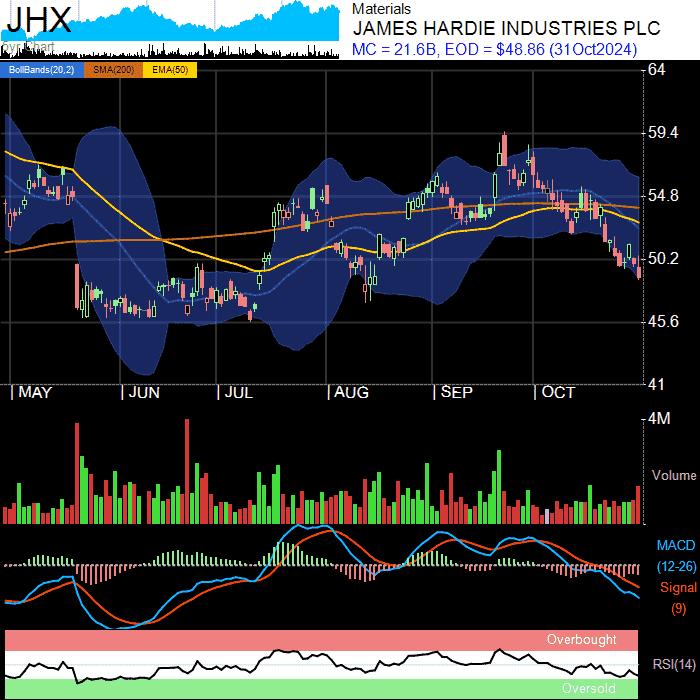 JHX
Materials
JAMES HARDIE INDUSTRIES PLC
MC = 21.6B, EOD = $48.86 (31Oct2024)
BollBands(20,2) SMA(200) EMA(50)
64
59.4
54.8
50.2
45.6
41
MAY JUN JUL AUG SEP OCT
4M
Volume
MACD
(12-26)
Signal
(9)
Overbought
RSI(14)
Oversold